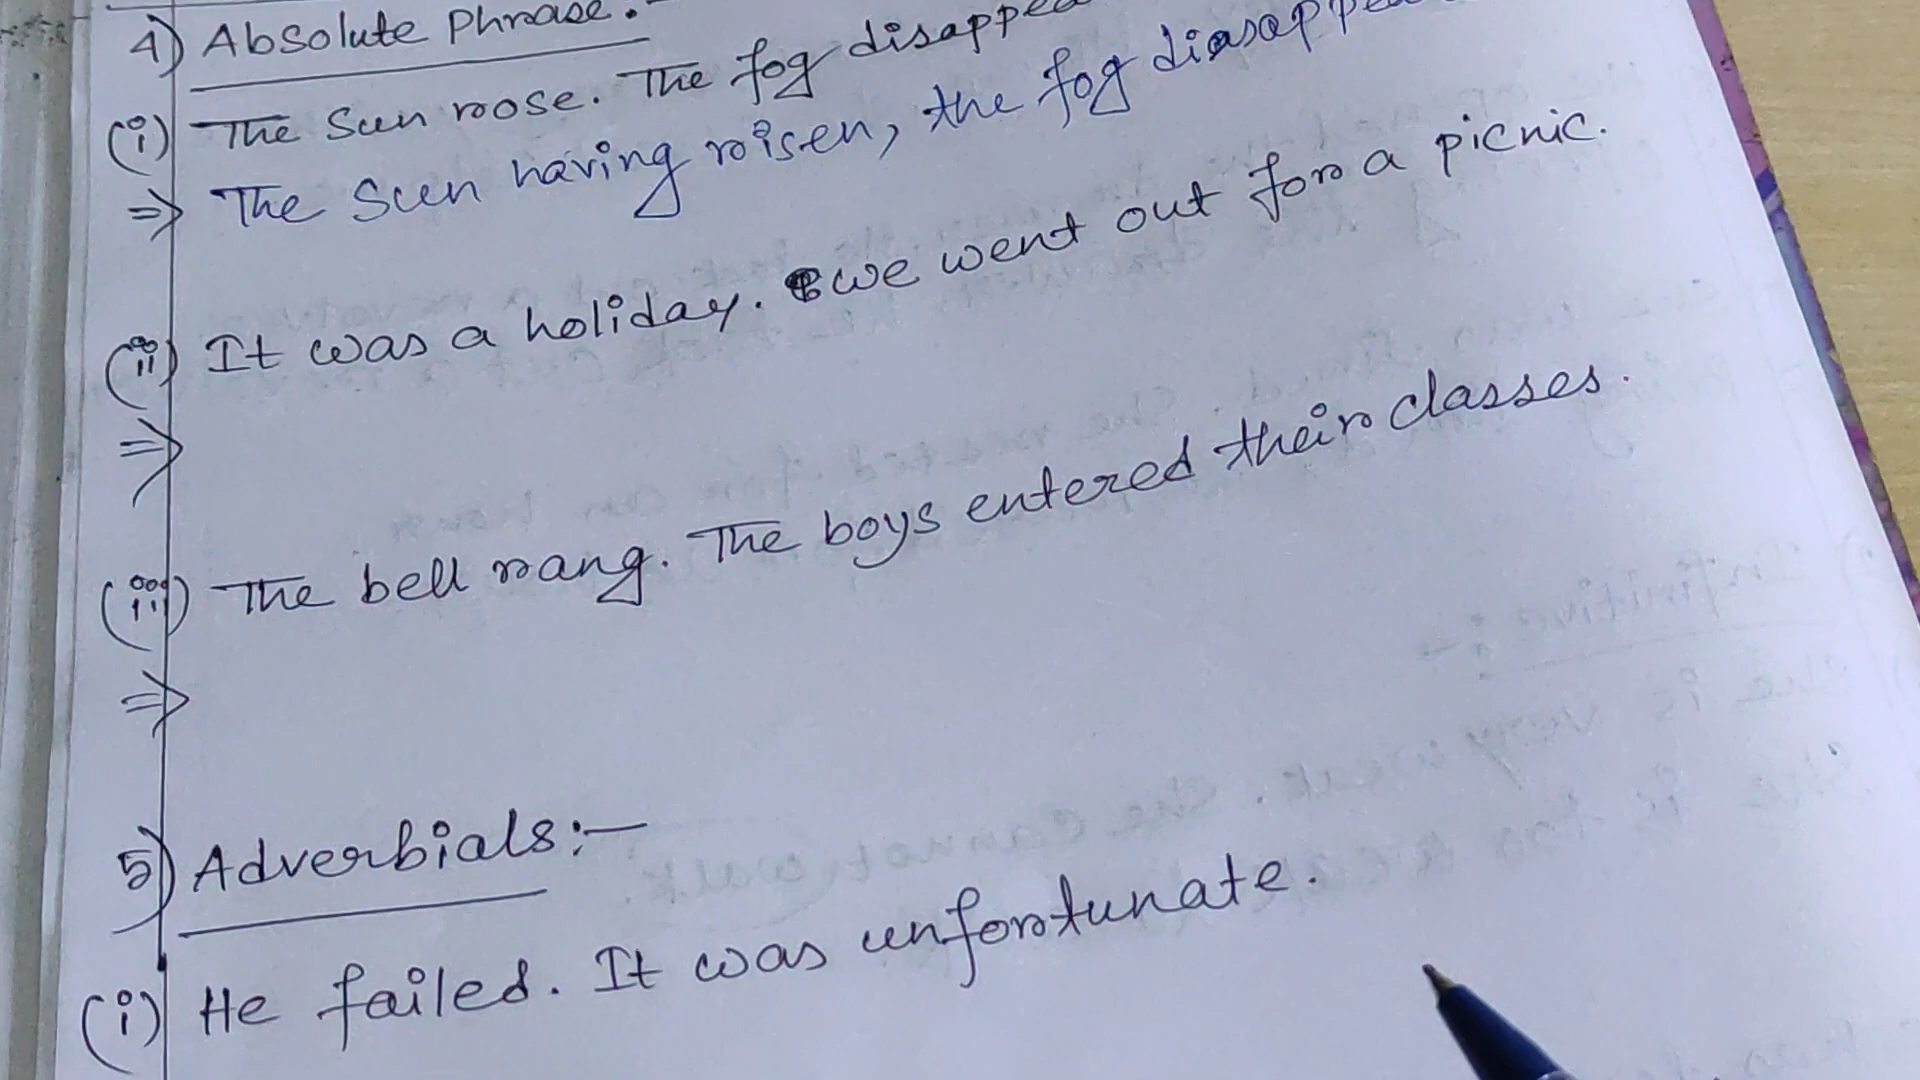 4) Absolute Phrase:-
(i) The Sun rose. The fog
⇒ The Sun having risen, the fog
(ii) It was a holiday. we went out for a picnic.
⇒
(iii) The bell rang. The boys entered their classes.
⇒
5) Adverbials:-
(i) He failed. It was unfortunate.